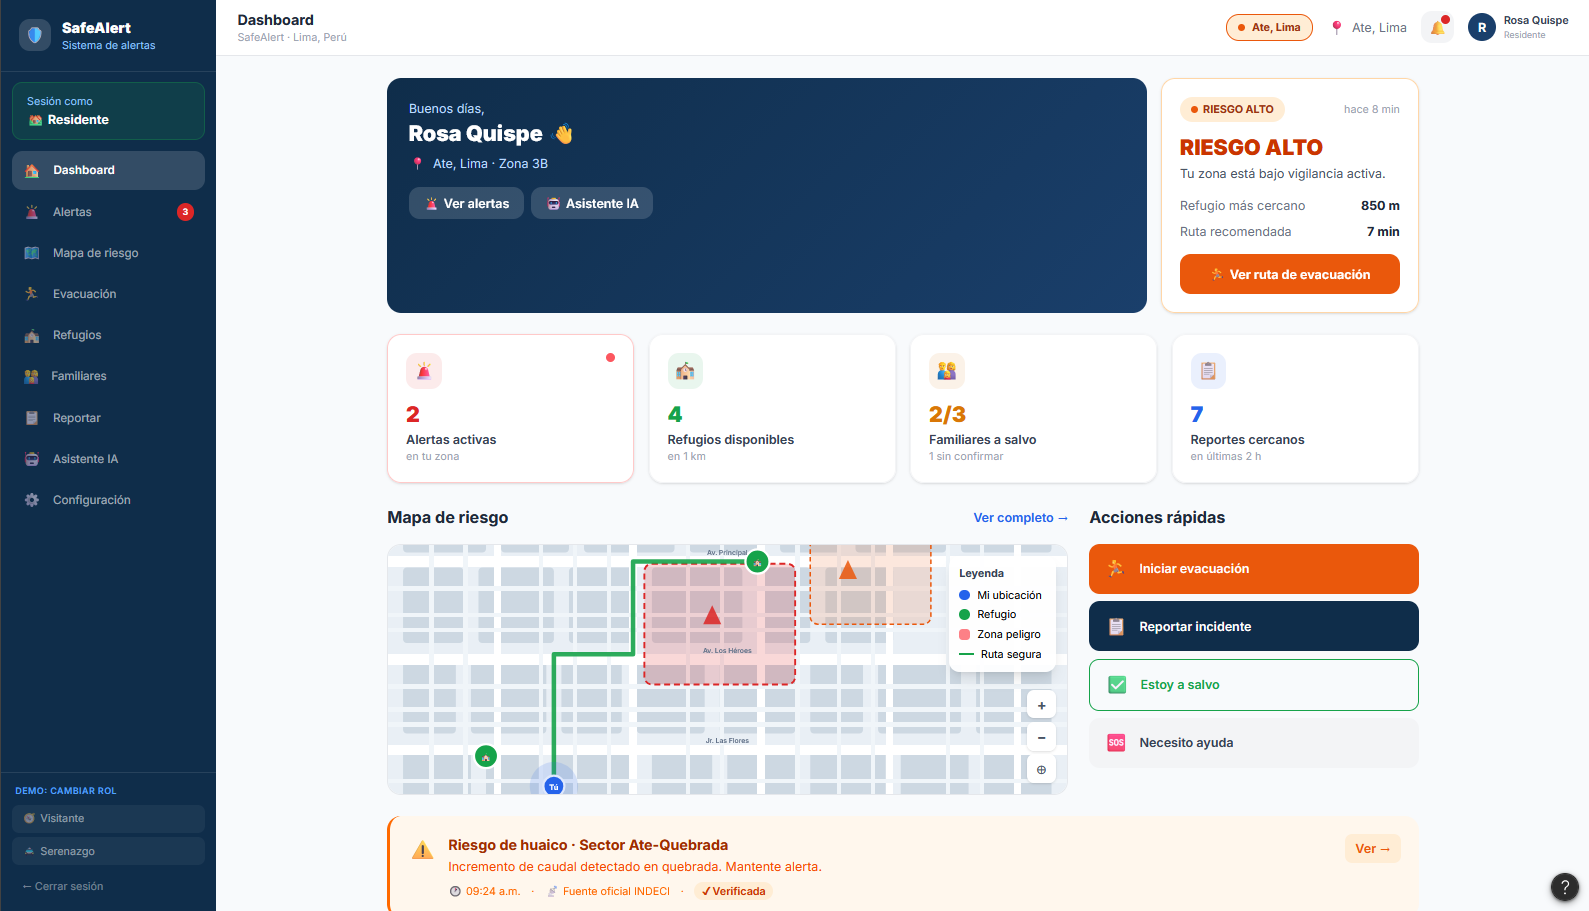 SafeAlert
Sistema de alertas
Sesión como
Residente
Dashboard
Alertas
3
Mapa de riesgo
Evacuación
Refugios
Familiares
Reportar
Asistente IA
Configuración
DEMO: CAMBIAR ROL
Visitante
Serenazgo
← Cerrar sesión
Dashboard
SafeAlert · Lima, Perú
Ate, Lima
Ate, Lima
R
Rosa Quispe
Residente
Buenos días,
Rosa Quispe
Ate, Lima · Zona 3B
Ver alertas
Asistente IA
RIESGO ALTO
hace 8 min
RIESGO ALTO
Tu zona está bajo vigilancia activa.
Refugio más cercano 850 m
Ruta recomendada 7 min
Ver ruta de evacuación
2
Alertas activas
en tu zona
4
Refugios disponibles
en 1 km
2/3
Familiares a salvo
1 sin confirmar
7
Reportes cercanos
en últimas 2 h
Mapa de riesgo
Ver completo →
Av. Principal
Av. Los Héroes
Jr. Las Flores
Tú
Leyenda
Mi ubicación
Refugio
Zona peligro
Ruta segura
+
−
Acciones rápidas
Iniciar evacuación
Reportar incidente
Estoy a salvo
SOS Necesito ayuda
Riesgo de huaico · Sector Ate-Quebrada
Incremento de caudal detectado en quebrada. Mantente alerta.
09:24 a.m. · Fuente oficial INDECI · ✓ Verificada
Ver →
?